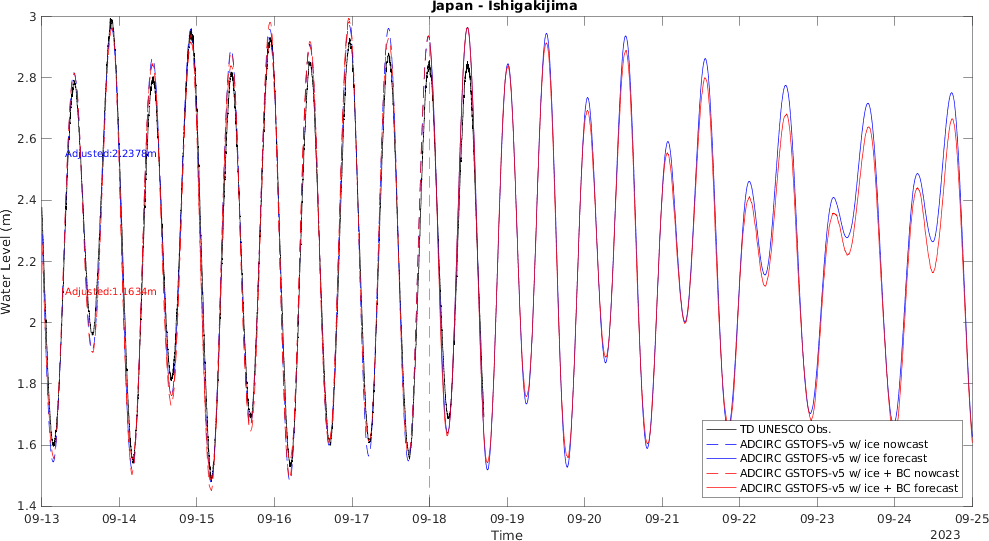 Japan - Ishigakijima
3
2.8
2.6
2.4
2.2
2
1.8
1.6
1.4
Water Level (m)
Adjusted:2.2378m
Adjusted:1.1634m
TD UNESCO Obs.
ADCIRC GSTOFS-v5 w/ ice nowcast
ADCIRC GSTOFS-v5 w/ ice forecast
ADCIRC GSTOFS-v5 w/ ice + BC nowcast
ADCIRC GSTOFS-v5 w/ ice + BC forecast
09-13 09-14 09-15 09-16 09-17 09-18 09-19 09-20 09-21 09-22 09-23 09-24 09-25
Time
2023